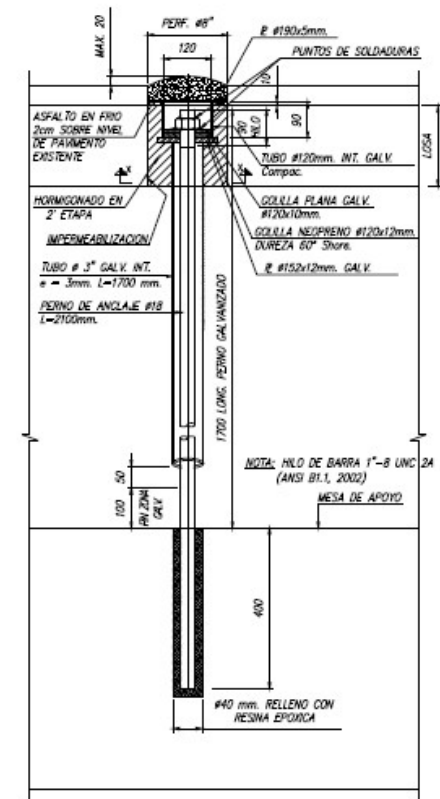 PERF. ø8"
120
MAX. 20
PL ø190x5mm.
PUNTOS DE SOLDADURAS
10
90
HILO
90
LOSA
ASFALTO EN FRIO
2cm SOBRE NIVEL
DE PAVIMENTO
EXISTENTE
x
x
TUBO ø120mm. INT. GALV.
Compac.
HORMIGONADO EN
2' ETAPA
GOLILLA PLANA GALV.
ø120x10mm.
IMPERMEABILIZACION
GOLILLA NEOPRENO ø120x12mm.
DUREZA 60° Shore.
TUBO ø 3" GALV. INT.
e = 3mm. L=1700 mm.
PL ø152x12mm. GALV.
PERNO DE ANCLAJE ø18
L=2100mm.
1700 LONG. PERNO GALVANIZADO
50
100
FIN ZONA
GALV.
NOTA: HILO DE BARRA 1"-8 UNC 2A
(ANSI B1.1, 2002)
MESA DE APOYO
400
ø40 mm. RELLENO CON
RESINA EPOXICA